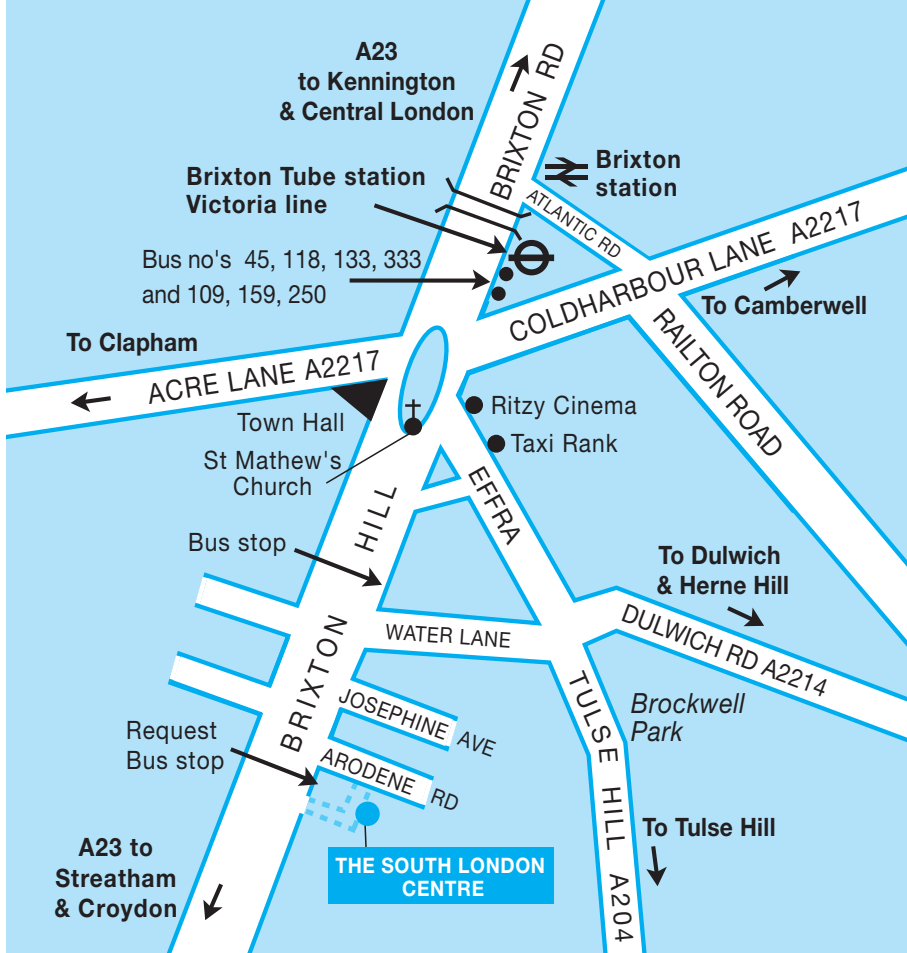 A23
to Kennington
& Central London
BRIXTON RD
Brixton
station
Brixton Tube station
Victoria line
ATLANTIC RD
Bus no's 45, 118, 133, 333
and 109, 159, 250
COLDHARBOUR LANE A2217
To Camberwell
To Clapham
ACRE LANE A2217
RAILTON ROAD
Town Hall
Ritzy Cinema
Taxi Rank
St Mathew's
Church
EFFRA
Bus stop
BRIXTON HILL
To Dulwich
& Herne Hill
WATER LANE
DULWICH RD A2214
JOSEPHINE AVE
Brockwell
Park
Request
Bus stop
ARODENE RD
TULSE HILL A204
To Tulse Hill
A23 to
Streatham
& Croydon
THE SOUTH LONDON
CENTRE